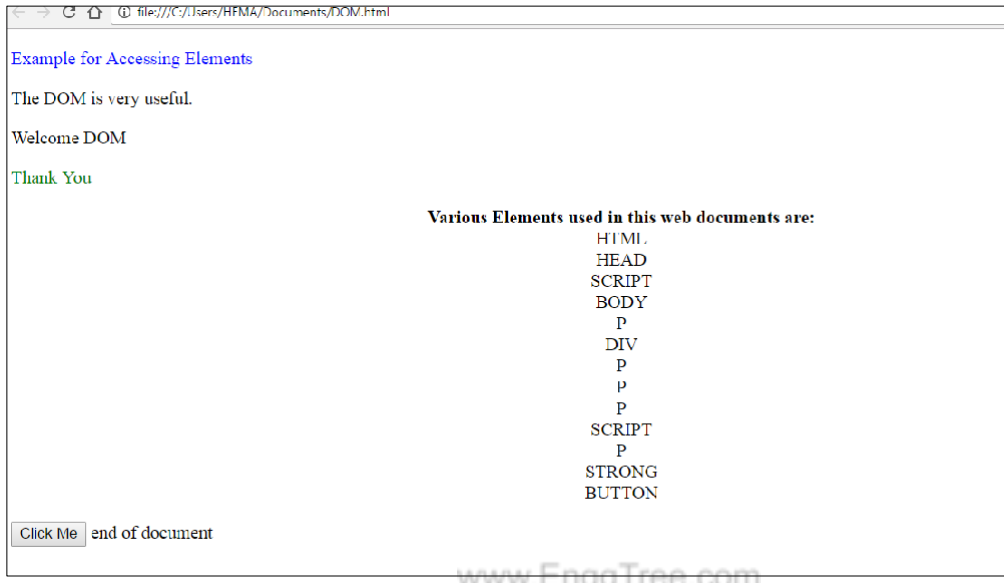 file:///C:/Users/HEMA/Documents/DOM.html
Example for Accessing Elements
The DOM is very useful.
Welcome DOM
Thank You
Various Elements used in this web documents are:
HTML
HEAD
SCRIPT
BODY
P
DIV
P
P
P
SCRIPT
P
STRONG
BUTTON
Click Me end of document
www.EnggTree.com